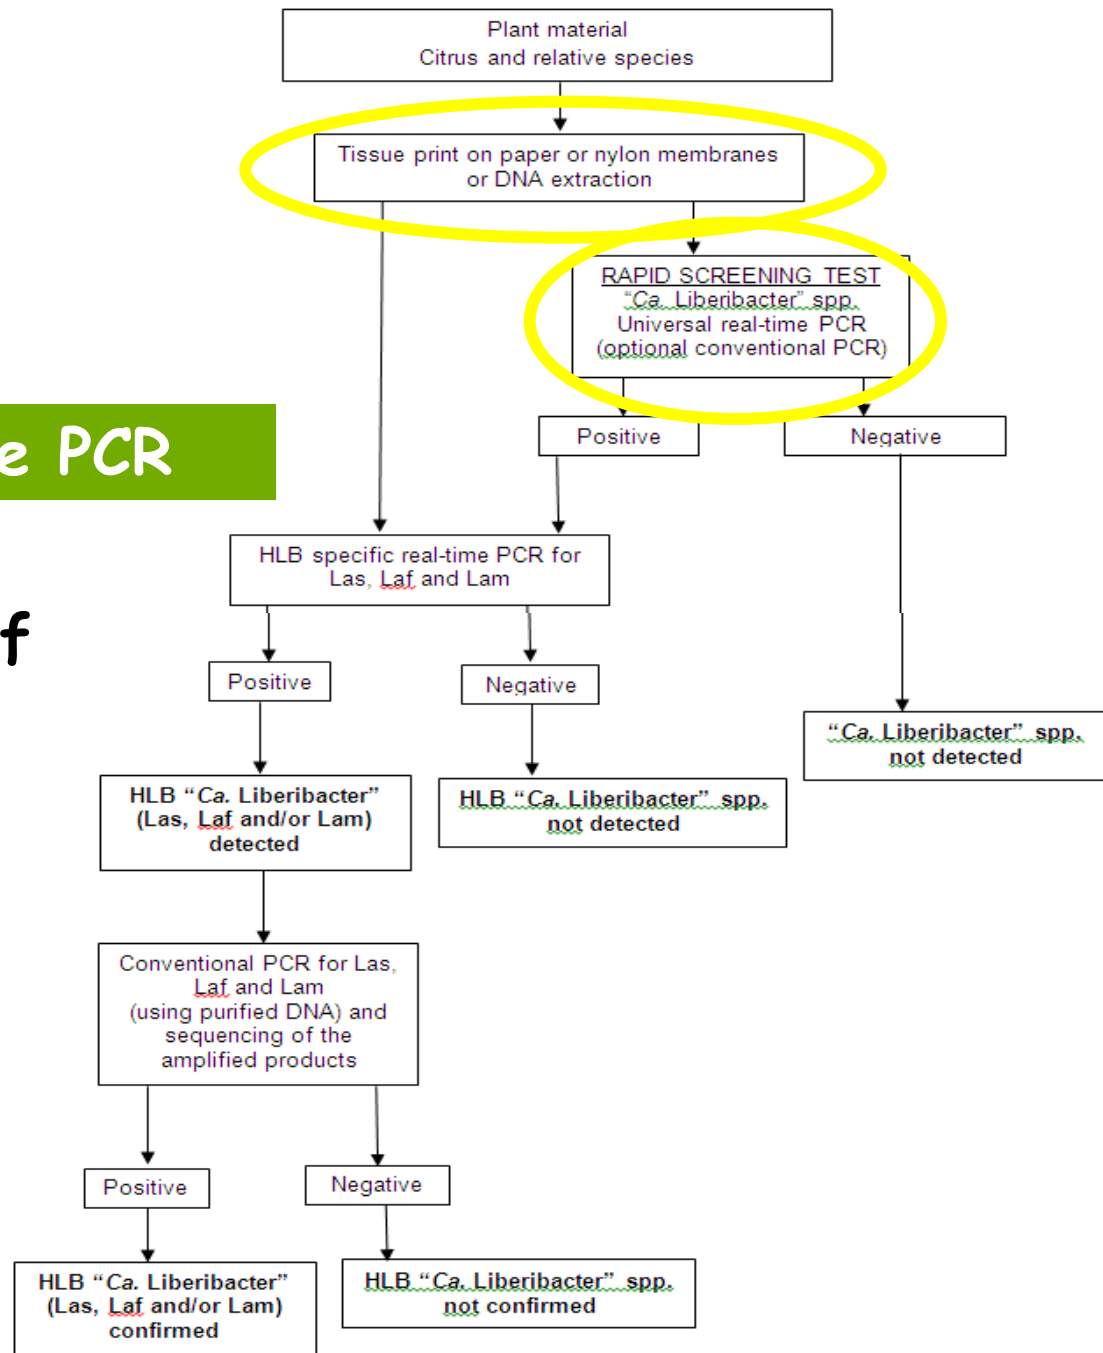 Plant material
Citrus and relative species
Tissue print on paper or nylon membranes
or DNA extraction
RAPID SCREENING TEST
“Ca. Liberibacter” spp.
Universal real-time PCR
(optional conventional PCR)
e PCR
Positive
Negative
HLB specific real-time PCR for
Las, Laf and Lam
f
Positive
Negative
“Ca. Liberibacter” spp.
not detected
HLB “Ca. Liberibacter”
(Las, Laf and/or Lam)
detected
HLB “Ca. Liberibacter” spp.
not detected
Conventional PCR for Las,
Laf and Lam
(using purified DNA) and
sequencing of the
amplified products
Positive
Negative
HLB “Ca. Liberibacter”
(Las, Laf and/or Lam)
confirmed
HLB “Ca. Liberibacter” spp.
not confirmed